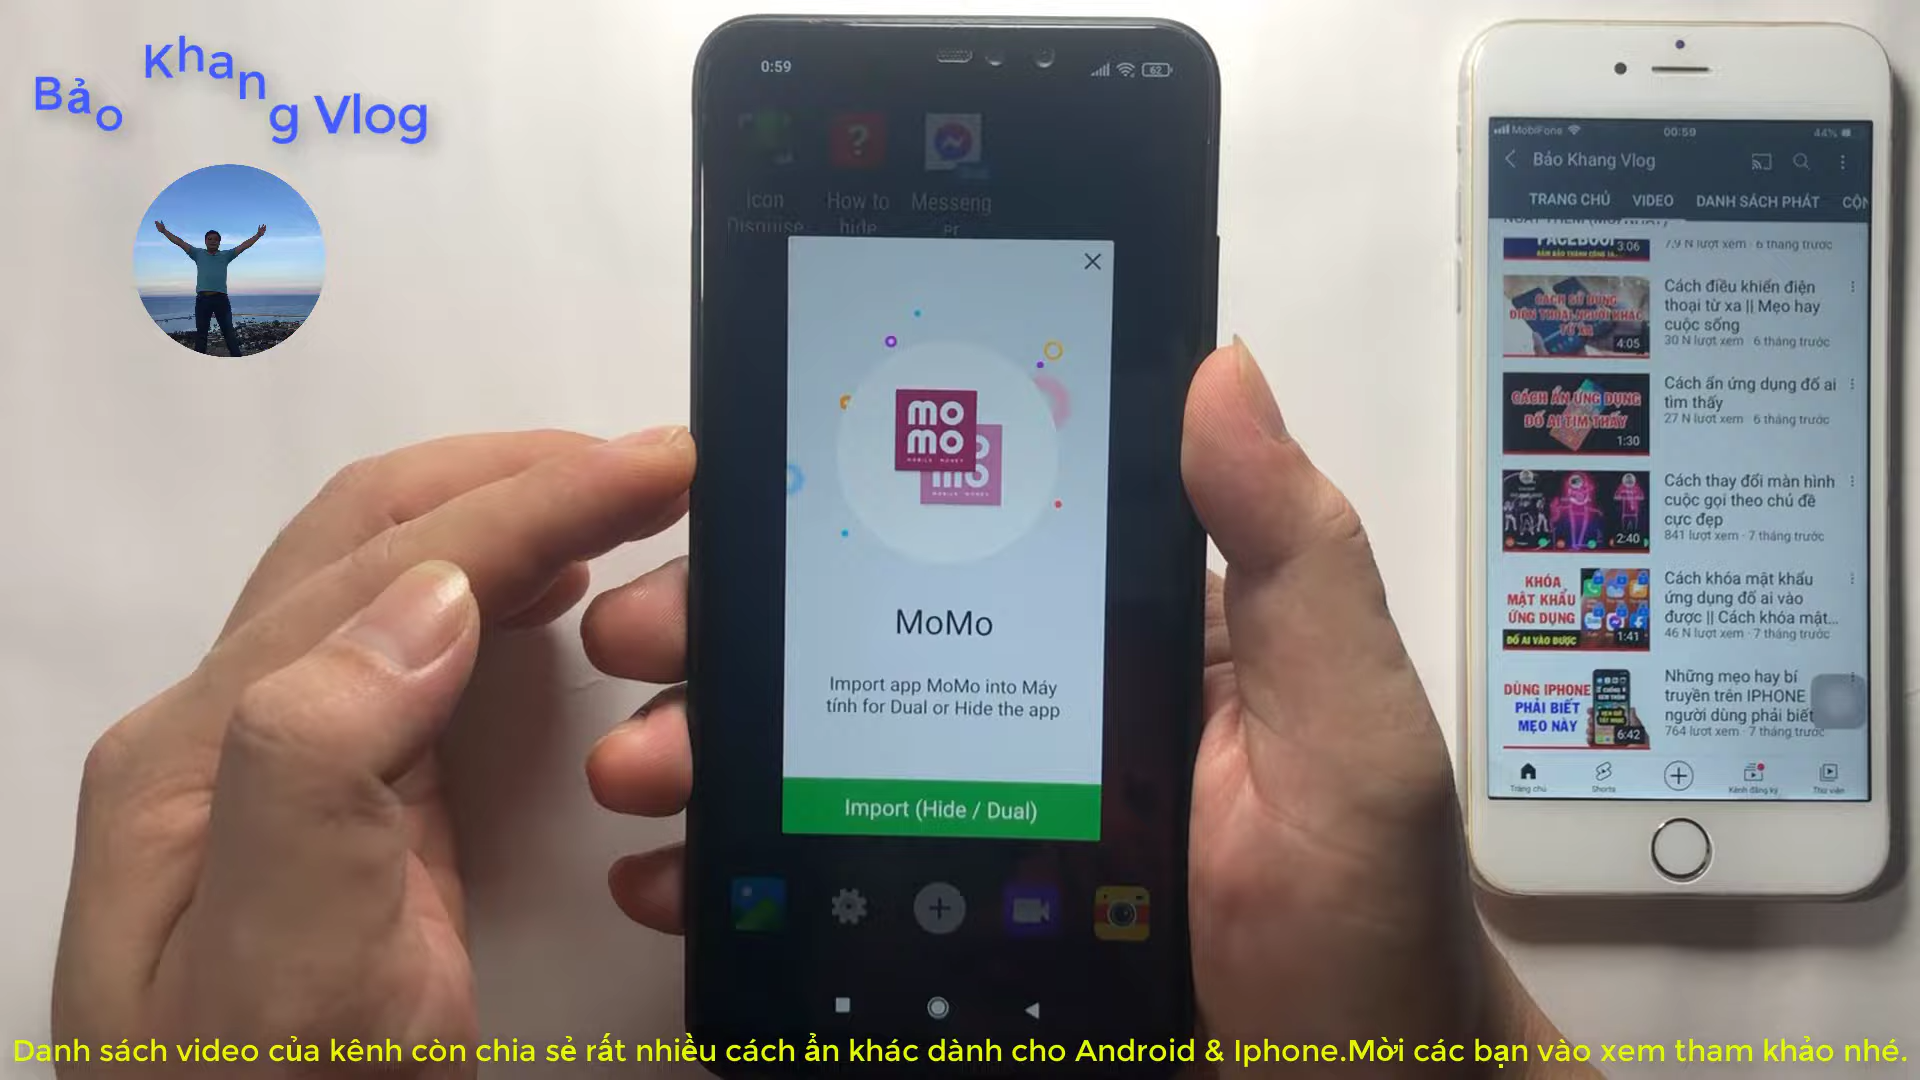 Bảo Khang Vlog
0:59
62
Icon
Disguise
How to
hide
Messeng
er
mo
mo
MOBILE MONEY
MoMo
Import app MoMo into Máy
tính for Dual or Hide the app
Import (Hide / Dual)
MobiFone
00:59
44%
Bảo Khang Vlog
TRANG CHỦ VIDEO DANH SÁCH PHÁT CỘN
FACEBOOK
3:06
7,9 N lượt xem · 6 tháng trước
CÁCH SỬ DỤNG
ĐIỆN THOẠI NGƯỜI KHÁC
TỪ XA
4:05
Cách điều khiển điện
thoại từ xa || Mẹo hay
cuộc sống
30 N lượt xem · 6 tháng trước
CÁCH ẨN ỨNG DỤNG
ĐỐ AI TÌM THẤY
1:30
Cách ẩn ứng dụng đố ai
tìm thấy
27 N lượt xem · 6 tháng trước
2:40
Cách thay đổi màn hình
cuộc gọi theo chủ đề
cực đẹp
841 lượt xem · 7 tháng trước
KHÓA
MẬT KHẨU
ỨNG DỤNG
ĐỐ AI VÀO ĐƯỢC
1:41
Cách khóa mật khẩu
ứng dụng đố ai vào
được || Cách khóa mật...
46 N lượt xem · 7 tháng trước
DÙNG IPHONE
PHẢI BIẾT
MẸO NÀY
6:42
Những mẹo hay bí
truyền trên IPHONE
người dùng phải biết
764 lượt xem · 7 tháng trước
Trang chủ
Shorts
Kênh đăng ký
Thư viện
Danh sách video của kênh còn chia sẻ rất nhiều cách ẩn khác dành cho Android & Iphone.Mời các bạn vào xem tham khảo nhé.